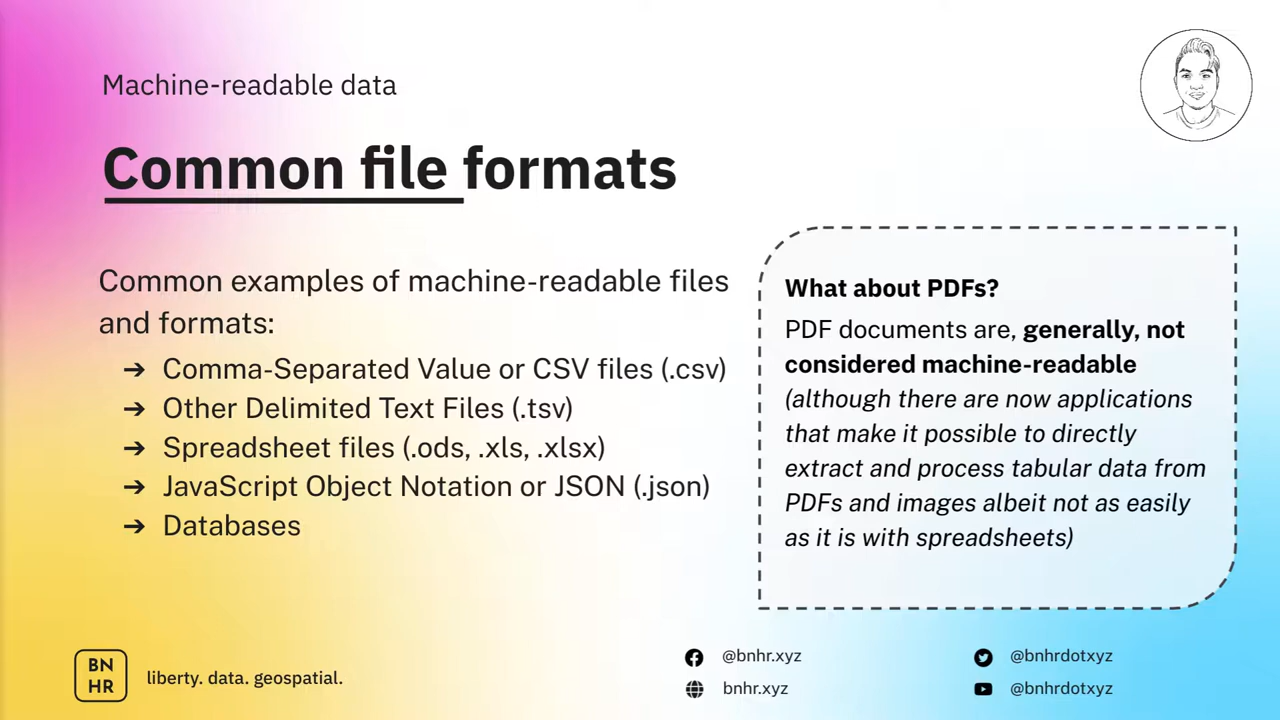 Machine-readable data
Common file formats
Common examples of machine-readable files
and formats:
➔ Comma-Separated Value or CSV files (.csv)
➔ Other Delimited Text Files (.tsv)
➔ Spreadsheet files (.ods, .xls, .xlsx)
➔ JavaScript Object Notation or JSON (.json)
➔ Databases
What about PDFs?
PDF documents are, generally, not
considered machine-readable
(although there are now applications
that make it possible to directly
extract and process tabular data from
PDFs and images albeit not as easily
as it is with spreadsheets)
BN
HR
liberty. data. geospatial.
@bnhr.xyz
bnhr.xyz
@bnhrdotxyz
@bnhrdotxyz